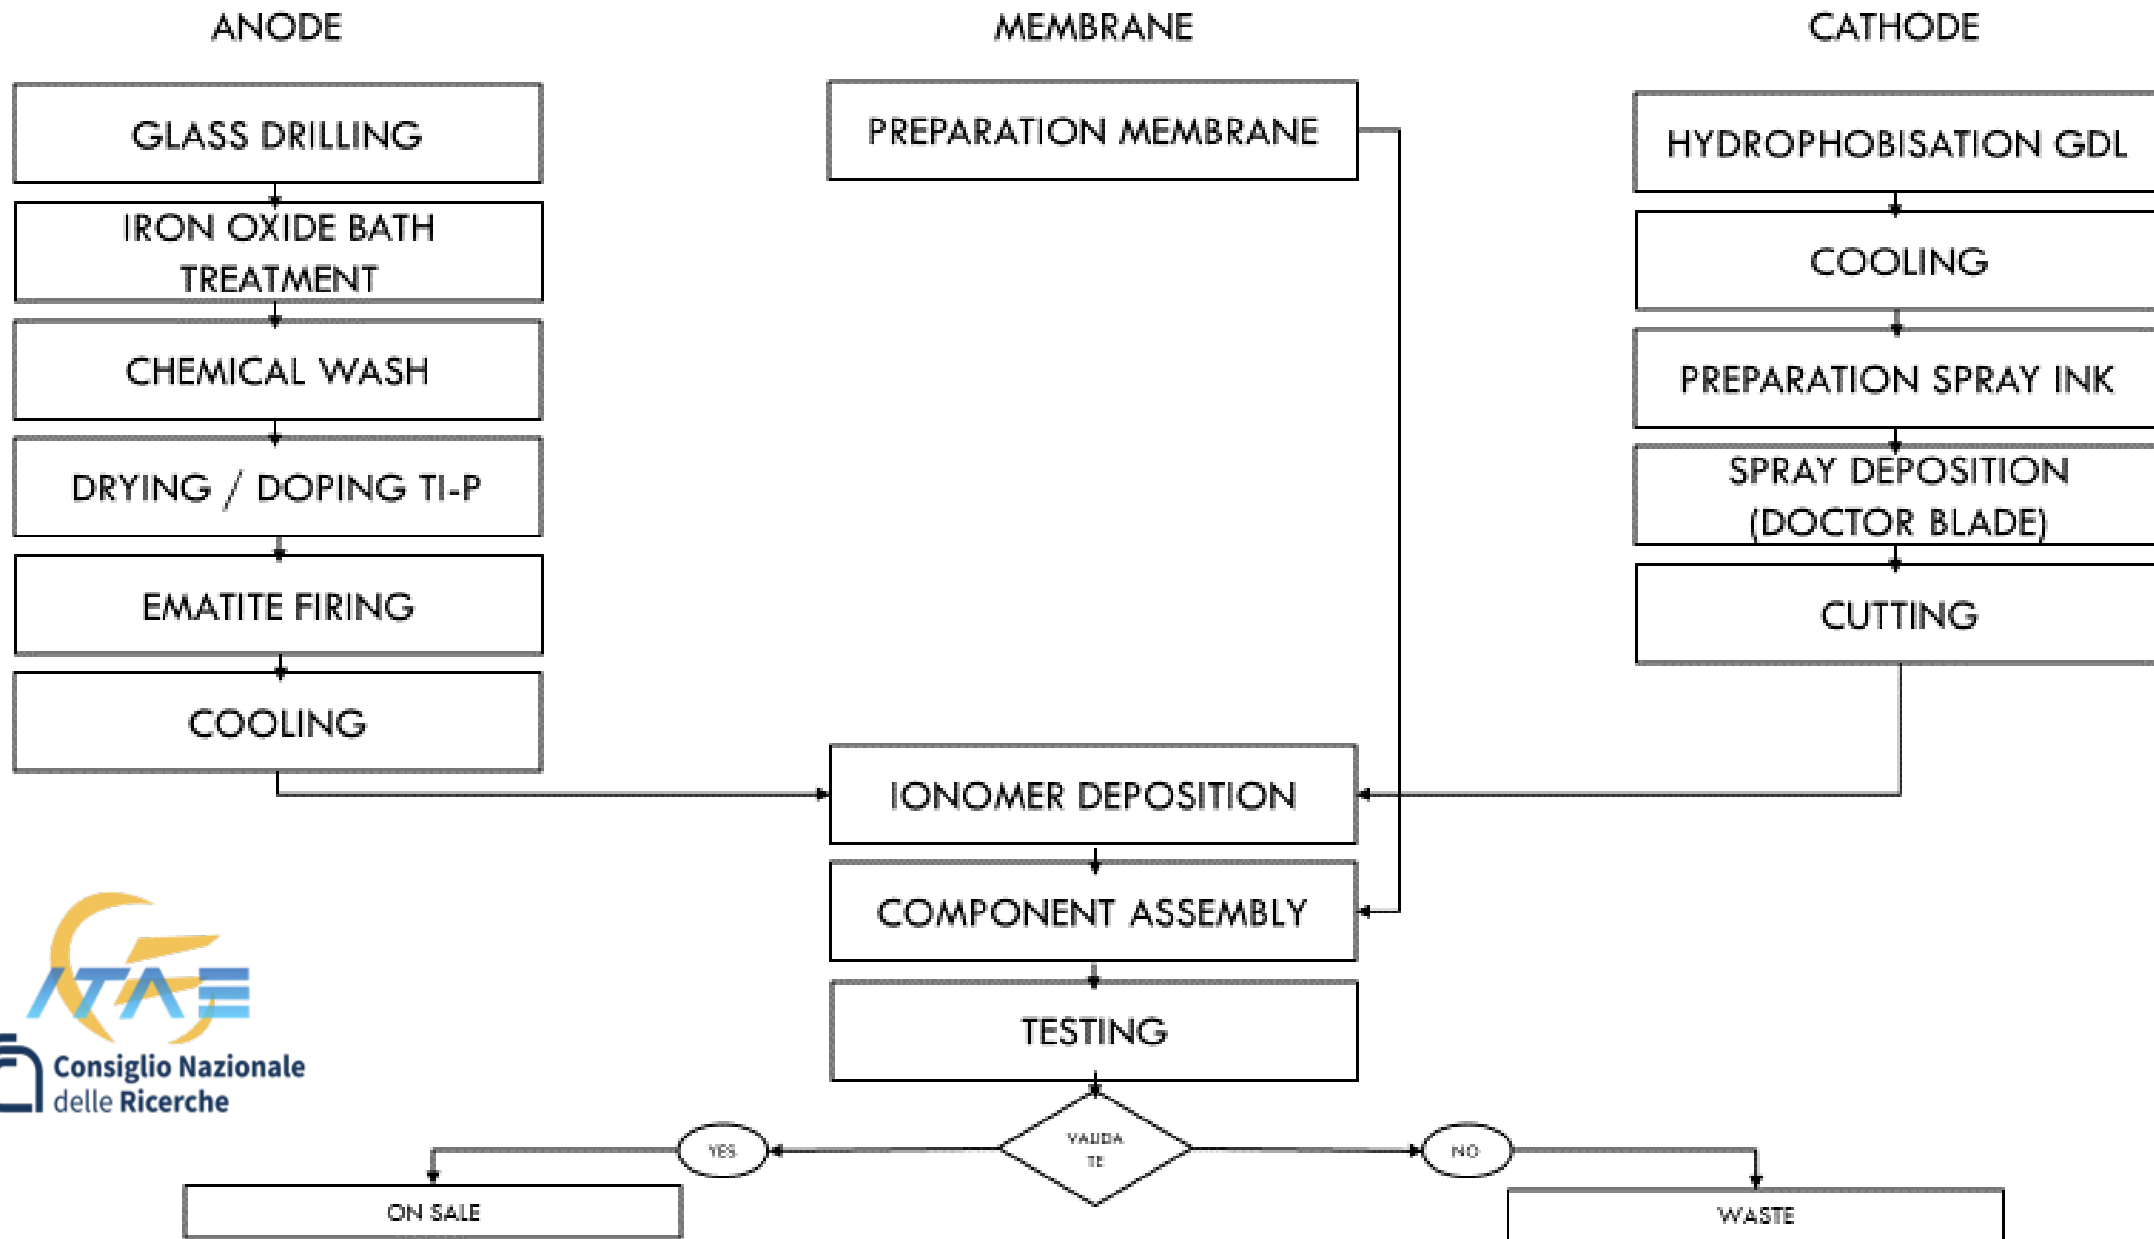 ANODE
GLASS DRILLING
IRON OXIDE BATH
TREATMENT
CHEMICAL WASH
DRYING / DOPING TI-P
EMATITE FIRING
COOLING
MEMBRANE
PREPARATION MEMBRANE
CATHODE
HYDROPHOBISATION GDL
COOLING
PREPARATION SPRAY INK
SPRAY DEPOSITION
(DOCTOR BLADE)
CUTTING
IONOMER DEPOSITION
COMPONENT ASSEMBLY
TESTING
VALIDA
TE
YES
NO
ON SALE
WASTE
ITAE
Consiglio Nazionale
delle Ricerche